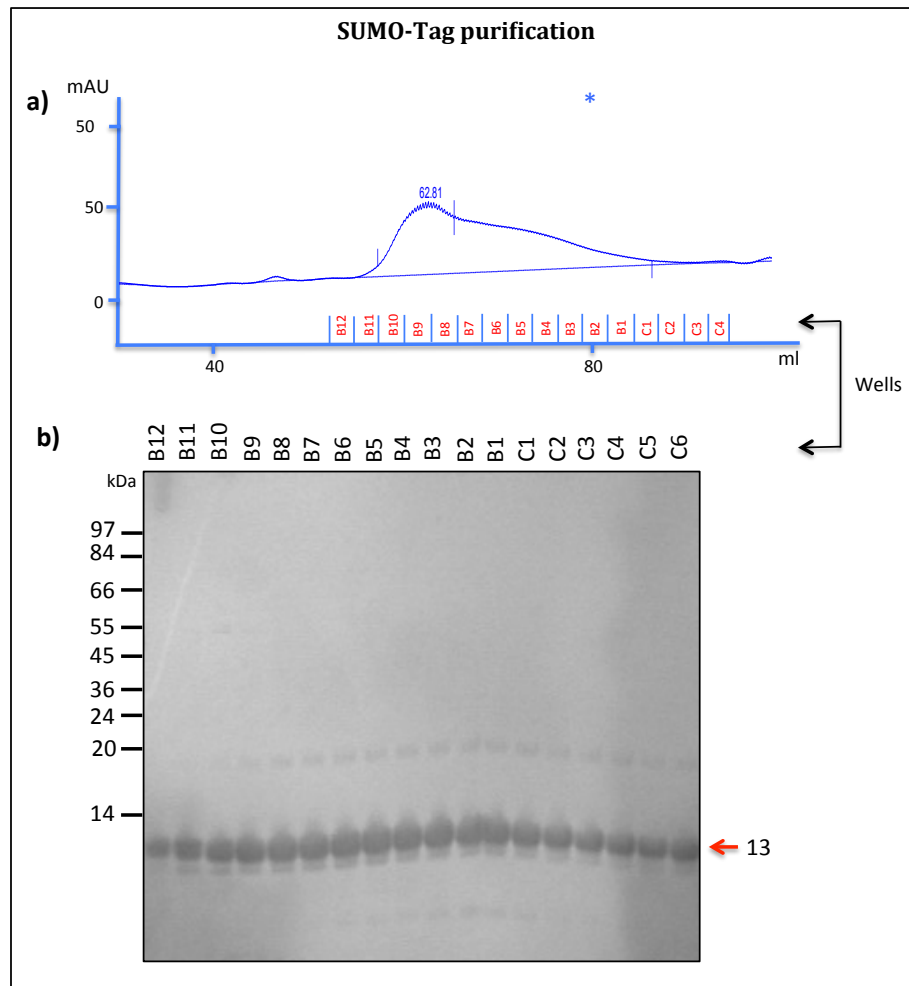 SUMO-Tag purification
a)
mAU
*
50
62.81
50
0
B12 B11 B10 B9 B8 B7 B6 B5 B4 B3 B2 B1 C1 C2 C3 C4
40 80 ml
Wells
b)
B12 B11 B10 B9 B8 B7 B6 B5 B4 B3 B2 B1 C1 C2 C3 C4 C5 C6
kDa
97
84
66
55
45
36
24
20
14
13